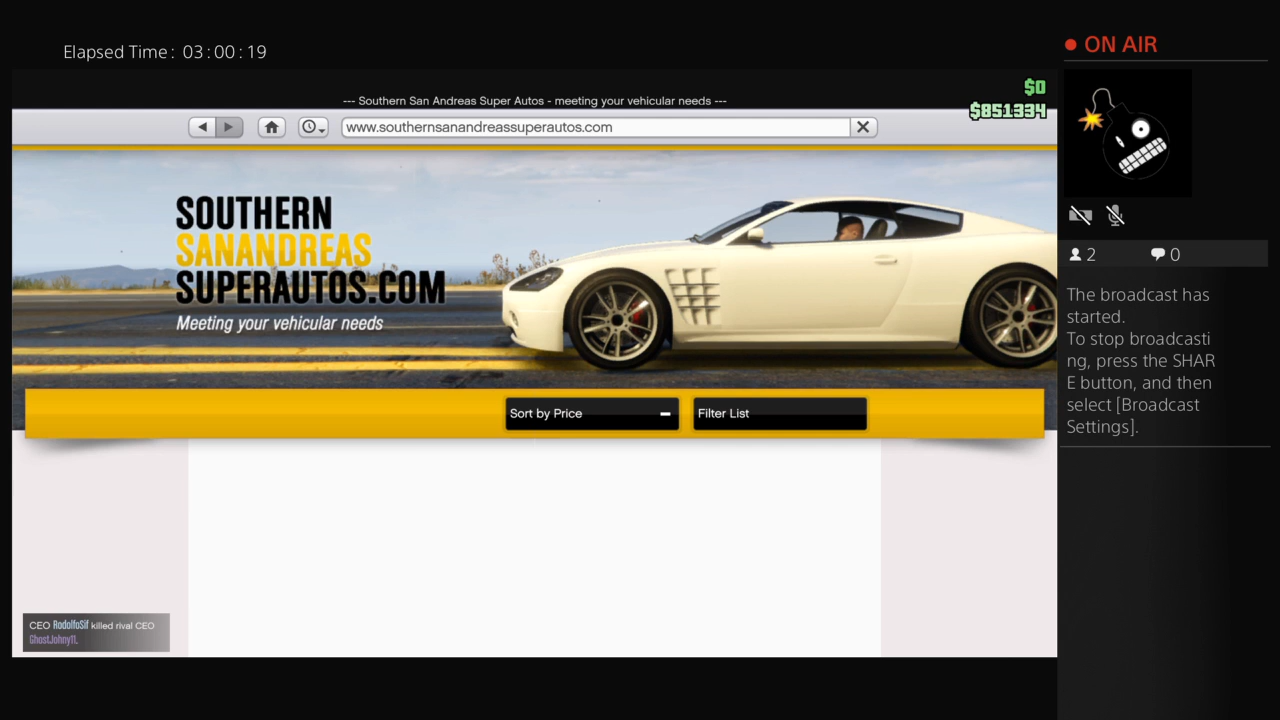 Elapsed Time: 03:00:19
ON AIR
$0
$851334
--- Southern San Andreas Super Autos - meeting your vehicular needs ---
www.southernsanandreassuperautos.com
SOUTHERN
SANANDREAS
SUPERAUTOS.COM
Meeting your vehicular needs
Sort by Price
Filter List
2
0
The broadcast has
started.
To stop broadcasti
ng, press the SHAR
E button, and then
select [Broadcast
Settings].
CEO RodolfoSif killed rival CEO
GhostJohny11.